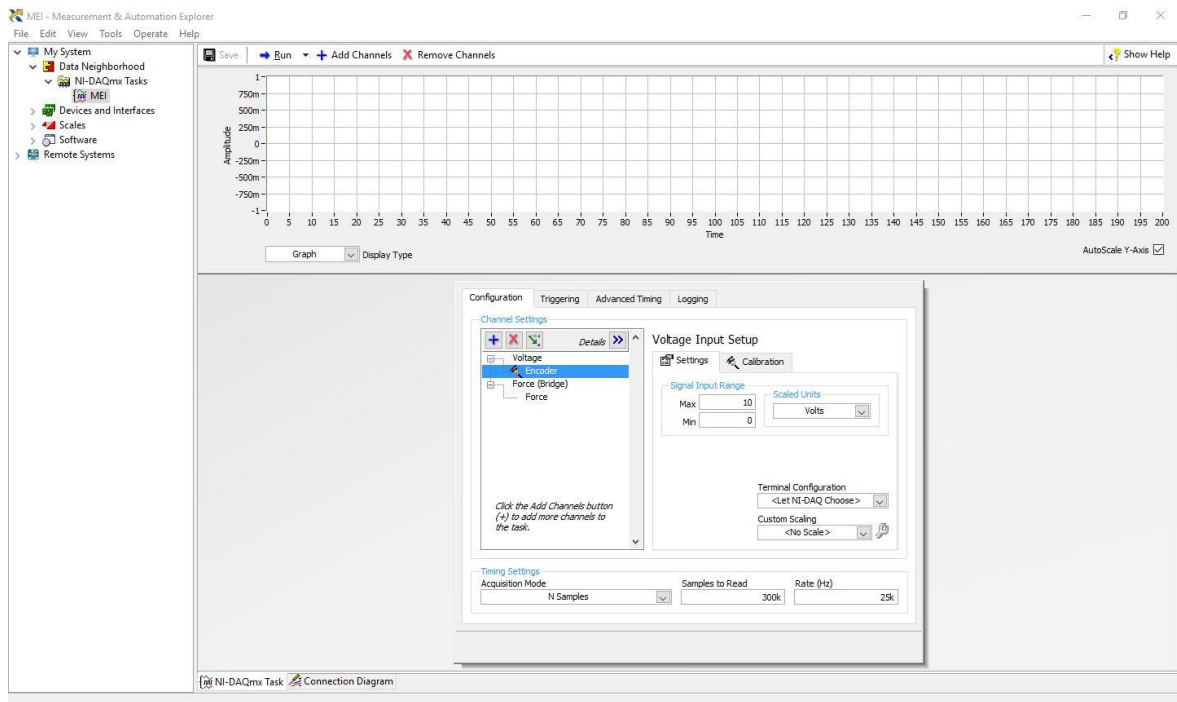 MEI - Measurement & Automation Explorer
File Edit View Tools Operate Help
My System
Data Neighborhood
NI-DAQmx Tasks
MEI
Devices and Interfaces
Scales
Software
Remote Systems
Save Run Add Channels Remove Channels Show Help
Amplitude
1
750m
500m
250m
0
-250m
-500m
-750m
-1
0 5 10 15 20 25 30 35 40 45 50 55 60 65 70 75 80 85 90 95 100 105 110 115 120 125 130 135 140 145 150 155 160 165 170 175 180 185 190 195 200
Time
Graph Display Type AutoScale Y-Axis
Configuration Triggering Advanced Timing Logging
Channel Settings
Details
Voltage
Encoder
Force (Bridge)
Force
Click the Add Channels button
(+) to add more channels to
the task.
Voltage Input Setup
Settings Calibration
Signal Input Range
Max 10
Min 0
Scaled Units
Volts
Terminal Configuration
<Let NI-DAQ Choose>
Custom Scaling
<No Scale>
Timing Settings
Acquisition Mode Samples to Read Rate (Hz)
N Samples 300k 25k
NI-DAQmx Task Connection Diagram